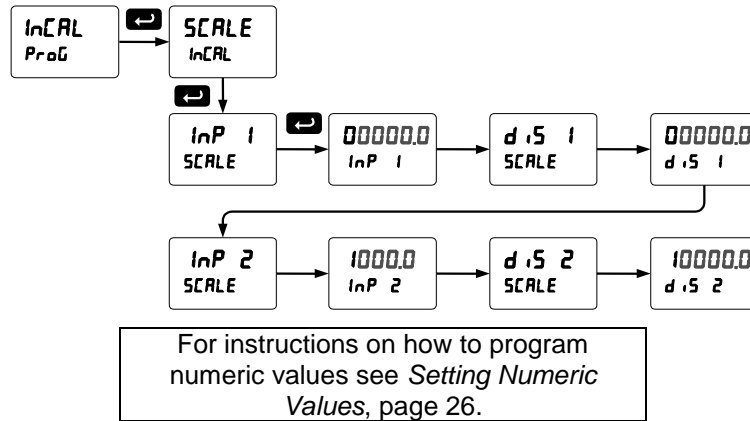 InCAL
ProG
SCALE
InCAL
InP 1
SCALE
00000.0
InP 1
diS 1
SCALE
00000.0
diS 1
InP 2
SCALE
1000.0
InP 2
diS 2
SCALE
10000.0
diS 2
For instructions on how to program
numeric values see Setting Numeric
Values, page 26.